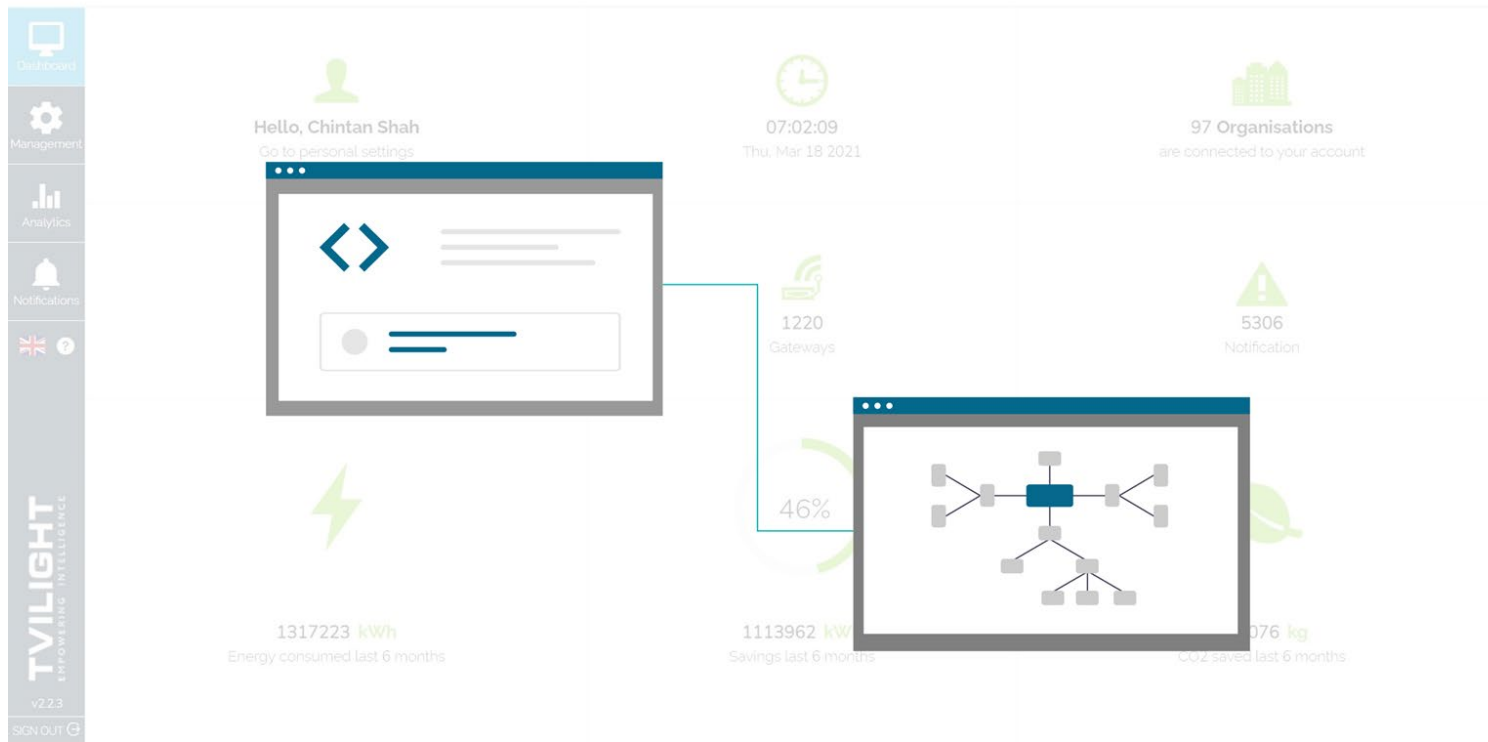 Dashboard
Management
Analytics
Notifications
TVILIGHT
EMPOWERING INTELLIGENCE
v2.2.3
SIGN OUT
Hello, Chintan Shah
Go to personal settings
07:02:09
Thu, Mar 18 2021
97 Organisations
are connected to your account
1220
Gateways
5306
Notification
1317223 kWh
Energy consumed last 6 months
46%
1113962 kW
Savings last 6 months
076 kg
CO2 saved last 6 months